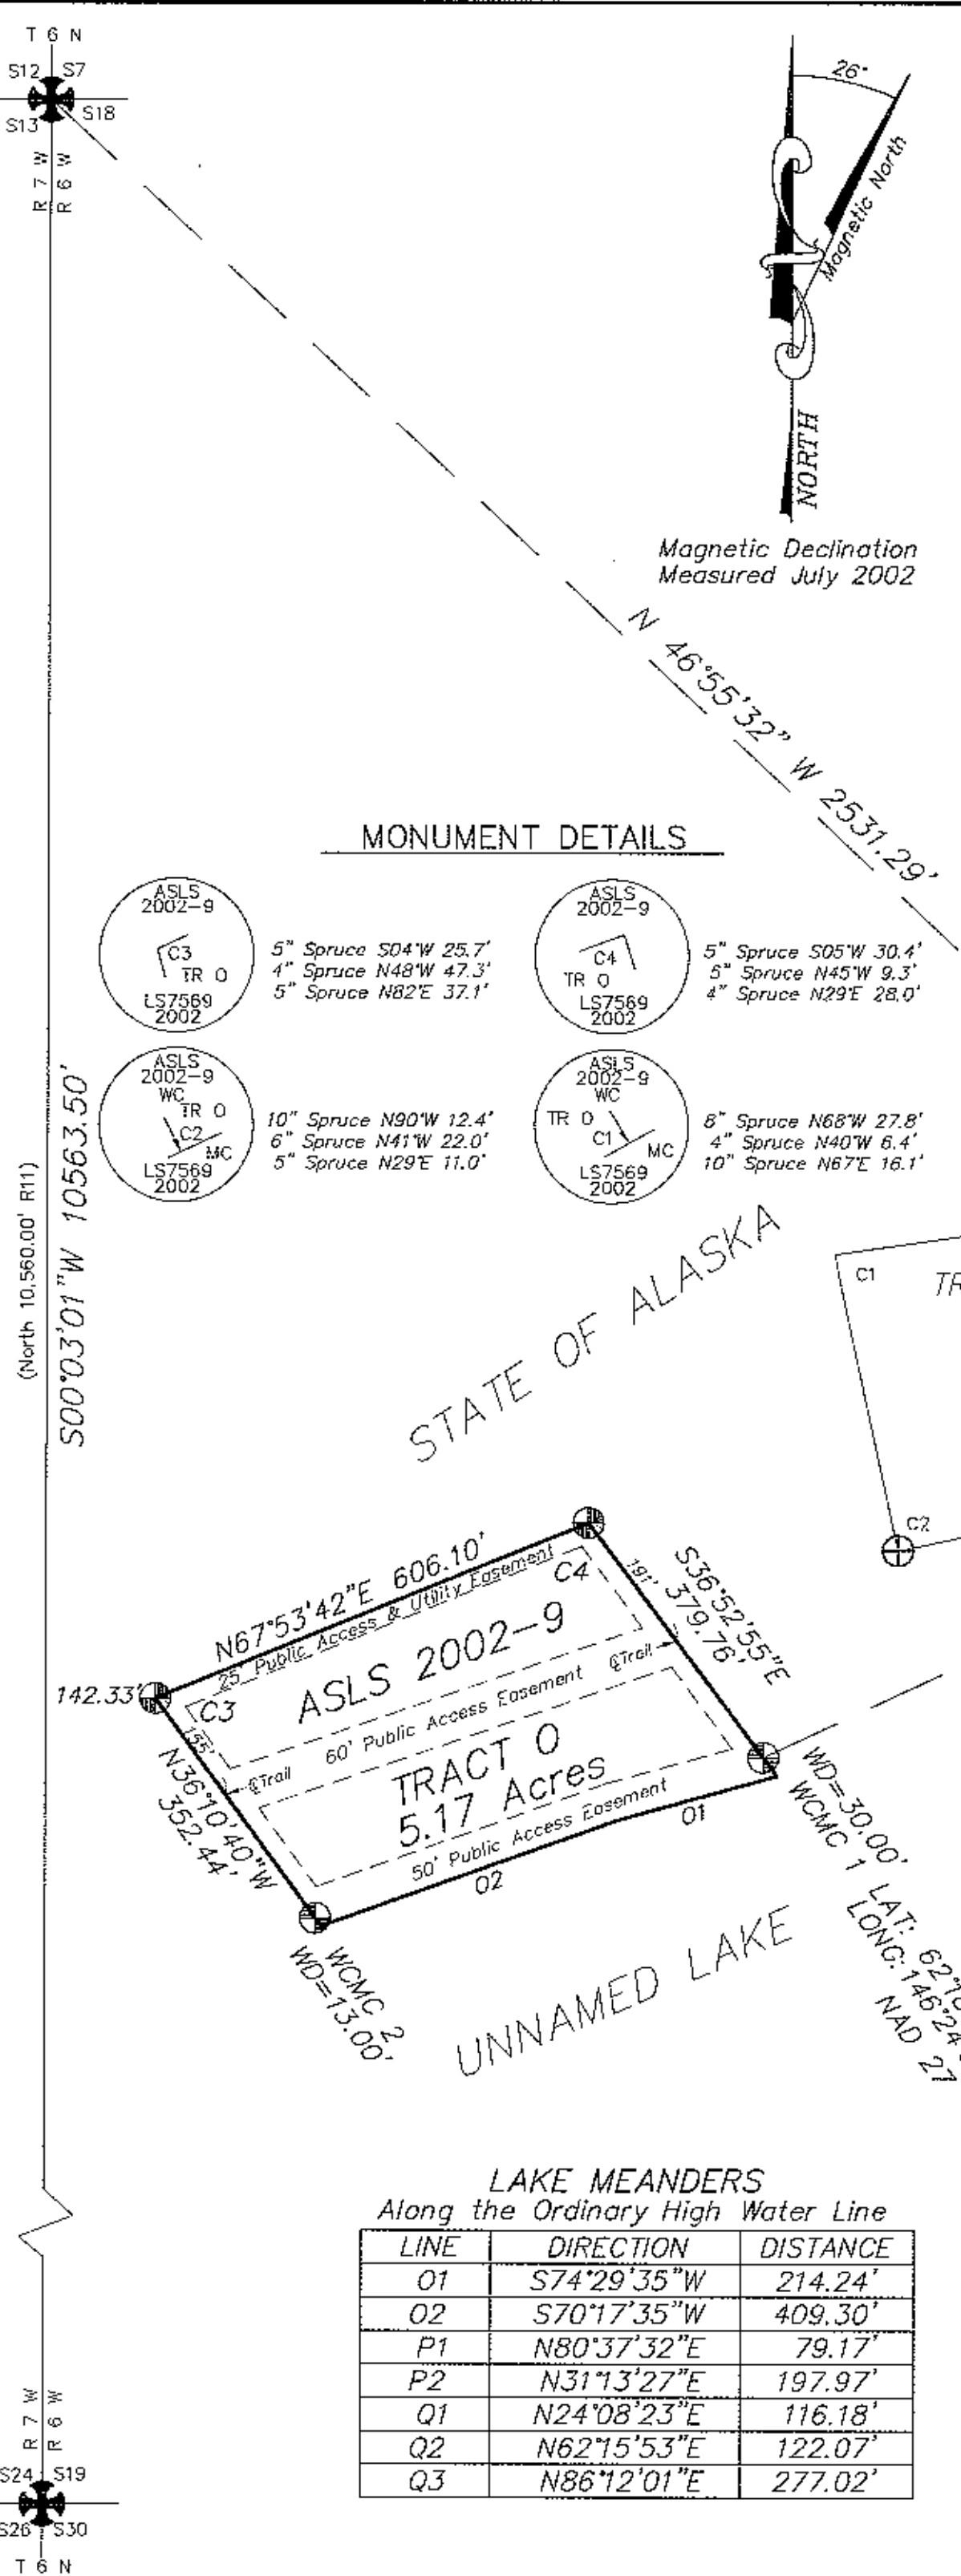 T 6 N
S12 S7
S13 S18
R 7 W
R 6 W
26°
Magnetic North
NORTH
Magnetic Declination
Measured July 2002
N 46°55'32" W 2531.29'
MONUMENT DETAILS
ASLS
2002-9
C3
TR O
LS7569
2002
5" Spruce S04°W 25.7'
4" Spruce N48°W 47.3'
5" Spruce N82°E 37.1'
ASLS
2002-9
C4
TR O
LS7569
2002
5" Spruce S05°W 30.4'
5" Spruce N45°W 9.3'
4" Spruce N29°E 28.0'
ASLS
2002-9
WC
TR O
C2
MC
LS7569
2002
10" Spruce N90°W 12.4'
6" Spruce N41°W 22.0'
5" Spruce N29°E 11.0'
ASLS
2002-9
WC
TR O
C1
MC
LS7569
2002
8" Spruce N68°W 27.8'
4" Spruce N40°W 6.4'
10" Spruce N67°E 16.1'
(North 10,560.00' R11)
S00°03'01"W 10563.50'
STATE OF ALASKA
C1
TR
C2
N67°53'42"E 606.10'
25' Public Access & Utility Easement
C4
S36°52'55"E
379.76'
191'
ASLS 2002-9
142.33'
C3
155'
60' Public Access Easement
℄Trail
℄Trail
N36°10'40"W
352.44'
TRACT O
5.17 Acres
50' Public Access Easement
O1
O2
WD=30.00'
WCMC 1
LAT: 62°
LONG: 146°24'
NAD 27
WCMC 2
WD=13.00'
UNNAMED LAKE
LAKE MEANDERS
Along the Ordinary High Water Line
LINE DIRECTION DISTANCE
O1 S74°29'35"W 214.24'
O2 S70°17'35"W 409.30'
P1 N80°37'32"E 79.17'
P2 N31°13'27"E 197.97'
Q1 N24°08'23"E 116.18'
Q2 N62°15'53"E 122.07'
Q3 N86°12'01"E 277.02'
R 7 W
R 6 W
S24 S19
S26 S30
T 6 N